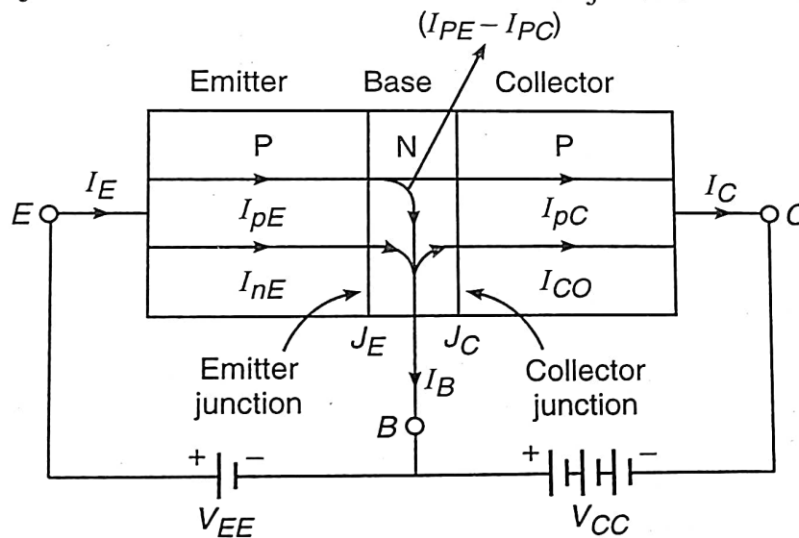 (I_PE – I_PC)
Emitter Base Collector
P N P
I_E I_C
E C
I_pE I_pC
I_nE I_CO
J_E J_C
Emitter junction
I_B
Collector junction
B
+ – + –
V_EE V_CC